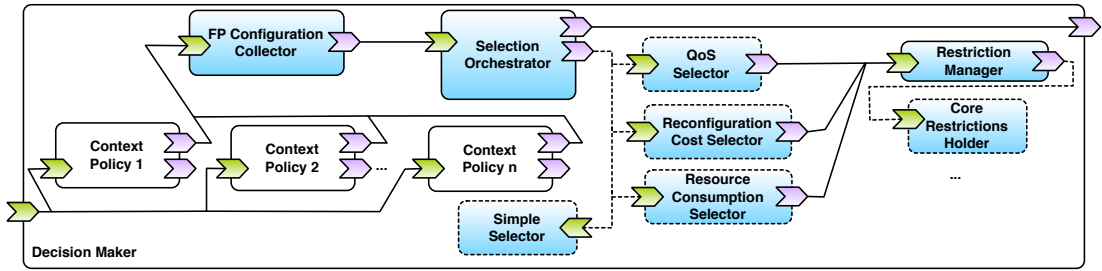 FP Configuration
Collector
Selection
Orchestrator
QoS
Selector
Restriction
Manager
Context
Policy 1
Context
Policy 2
...
Context
Policy n
Reconfiguration
Cost Selector
Core
Restrictions
Holder
...
Resource
Consumption
Selector
Simple
Selector
Decision Maker